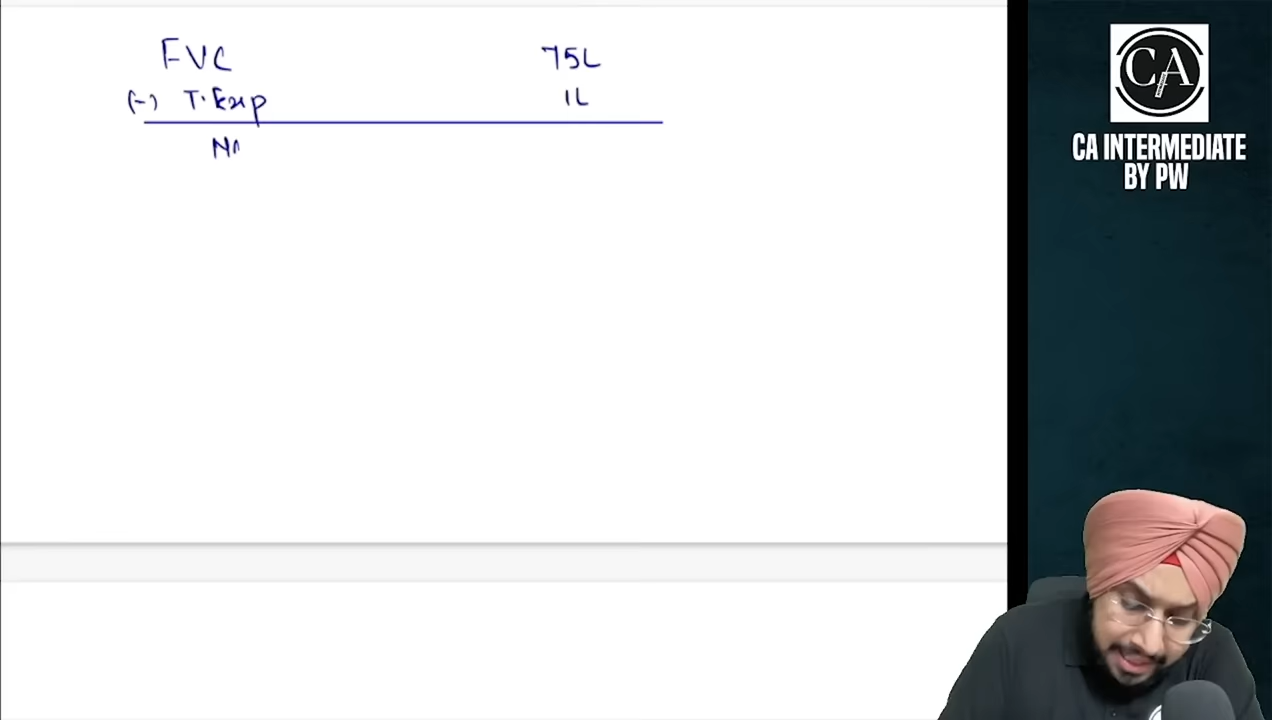 FVC 75L
(-) T.Exp 1L
CA
CA INTERMEDIATE
BY PW